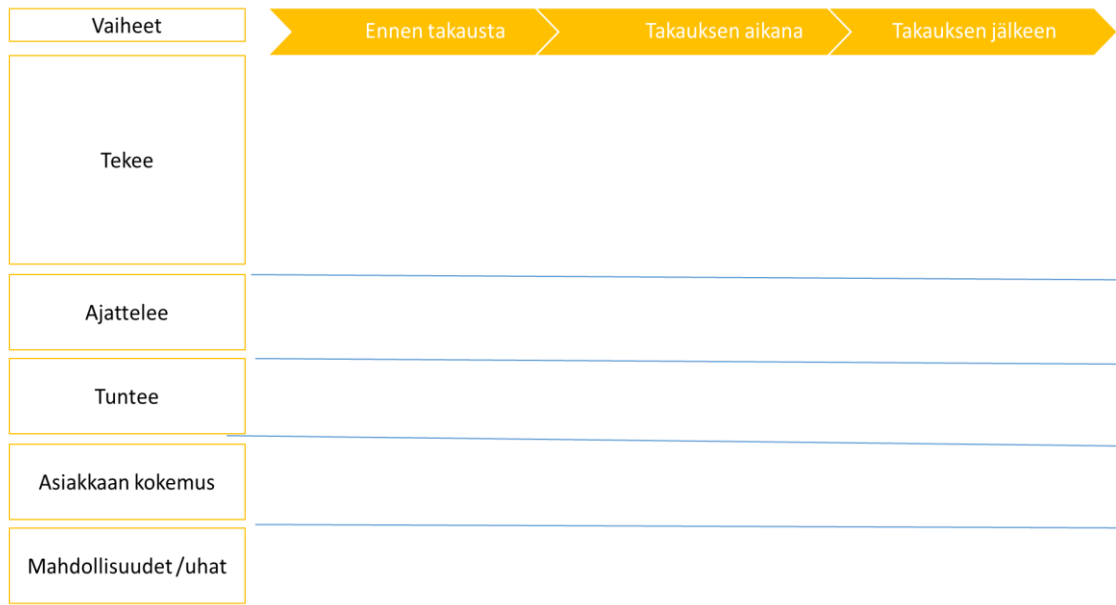 Vaiheet
Ennen takausta
Takauksen aikana
Takauksen jälkeen
Tekee
Ajattelee
Tuntee
Asiakkaan kokemus
Mahdollisuudet /uhat